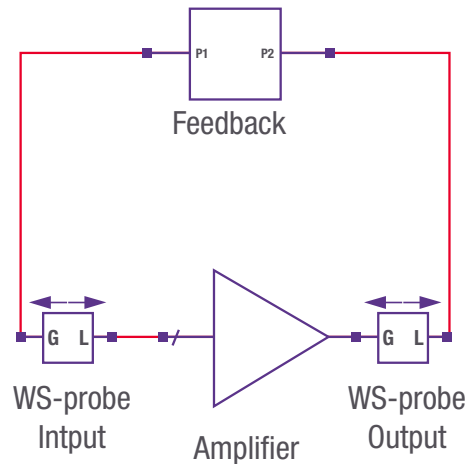 P1 P2
Feedback
G L
G L
WS-probe
Intput
Amplifier
WS-probe
Output